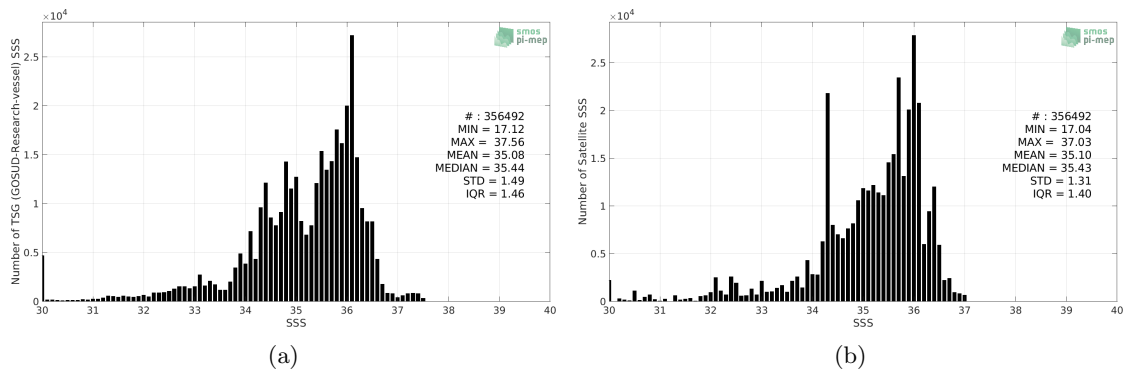 ×10⁴
smos
pi-mep
2.5
2
1.5
1
0.5
0
Number of TSG (GOSUD-Research-vessel) SSS
# : 356492
MIN = 17.12
MAX = 37.56
MEAN = 35.08
MEDIAN = 35.44
STD = 1.49
IQR = 1.46
30 31 32 33 34 35 36 37 38 39 40
SSS
(a)
×10⁴
smos
pi-mep
2.5
2
1.5
1
0.5
0
Number of Satellite SSS
# : 356492
MIN = 17.04
MAX = 37.03
MEAN = 35.10
MEDIAN = 35.43
STD = 1.31
IQR = 1.40
30 31 32 33 34 35 36 37 38 39 40
SSS
(b)